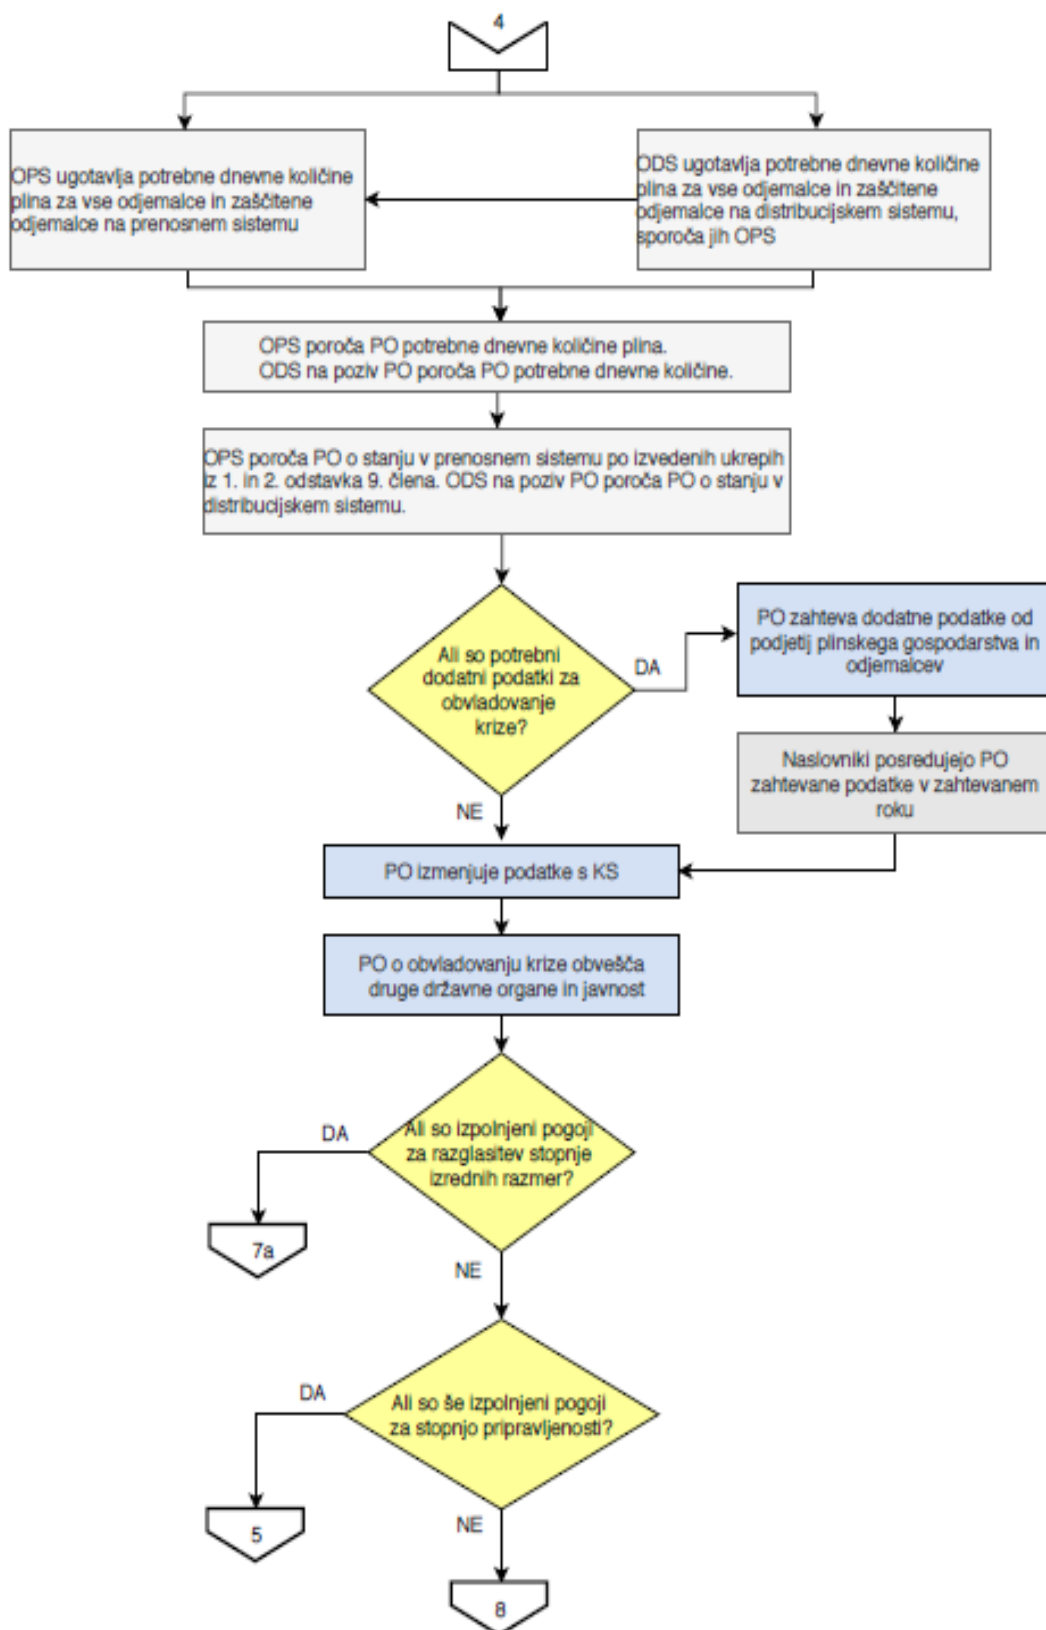 4
OPS ugotavlja potrebne dnevne količine
plina za vse odjemalce in zaščitene
odjemalce na prenosnem sistemu
ODS ugotavlja potrebne dnevne količine
plina za vse odjemalce in zaščitene
odjemalce na distribucijskem sistemu,
sporoča jih OPS
OPS poroča PO potrebne dnevne količine plina.
ODS na poziv PO poroča PO potrebne dnevne količine.
OPS poroča PO o stanju v prenosnem sistemu po izvedenih ukrepih
iz 1. in 2. odstavka 9. člena. ODS na poziv PO poroča PO o stanju v
distribucijskem sistemu.
Ali so potrebni
dodatni podatki za
obvladovanje
krize?
DA
PO zahteva dodatne podatke od
podjetij plinskega gospodarstva in
odjemalcev
Naslovniki posredujejo PO
zahtevane podatke v zahtevanem
roku
NE
PO izmenjuje podatke s KS
PO o obvladovanju krize obvešča
druge državne organe in javnost
Ali so izpolnjeni pogoji
za razglasitev stopnje
izrednih razmer?
DA
7a
NE
Ali so še izpolnjeni pogoji
za stopnjo pripravljenosti?
DA
5
NE
8